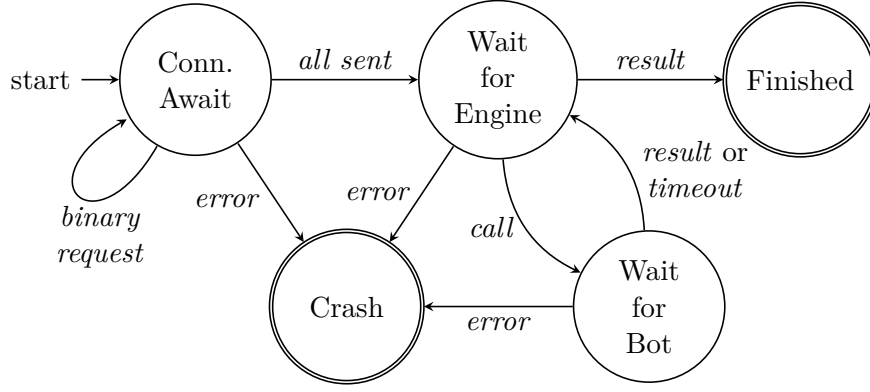 start
Conn.
Await
all sent
Wait
for
Engine
result
Finished
binary
request
error
error
call
result or
timeout
Crash
error
Wait
for
Bot